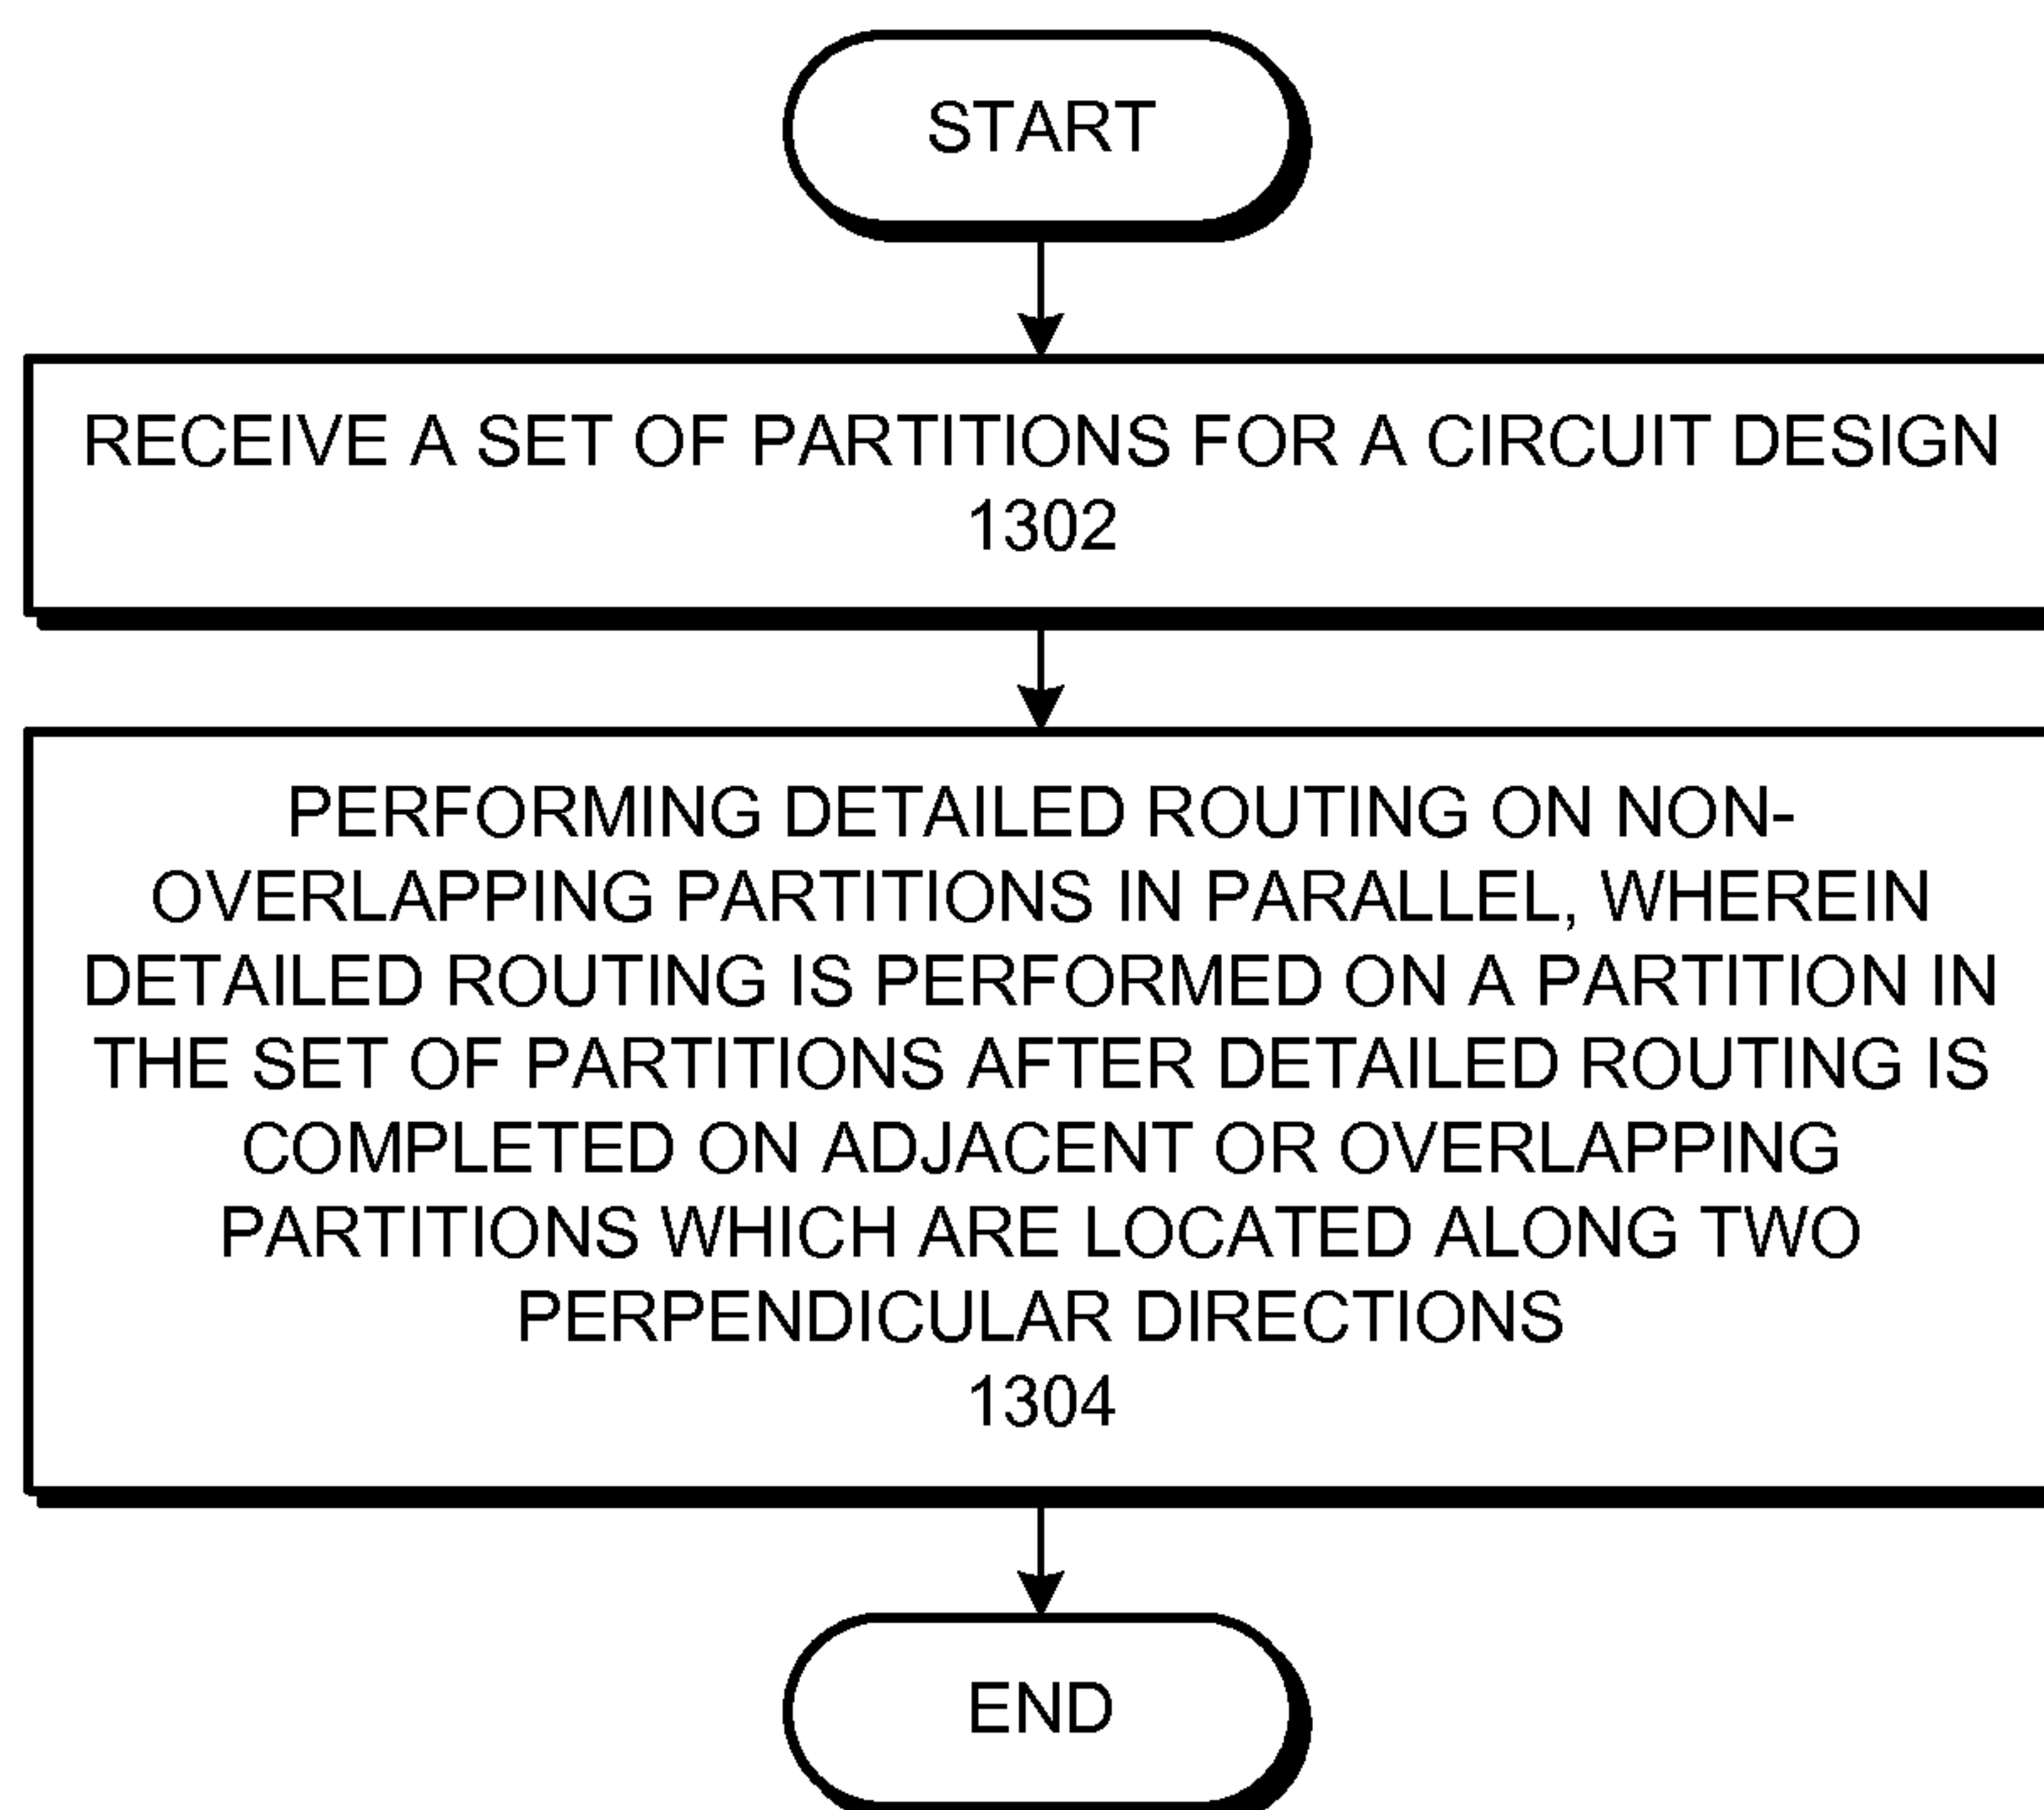 START
RECEIVE A SET OF PARTITIONS FOR A CIRCUIT DESIGN
1302
PERFORMING DETAILED ROUTING ON NON-
OVERLAPPING PARTITIONS IN PARALLEL, WHEREIN
DETAILED ROUTING IS PERFORMED ON A PARTITION IN
THE SET OF PARTITIONS AFTER DETAILED ROUTING IS
COMPLETED ON ADJACENT OR OVERLAPPING
PARTITIONS WHICH ARE LOCATED ALONG TWO
PERPENDICULAR DIRECTIONS
1304
END